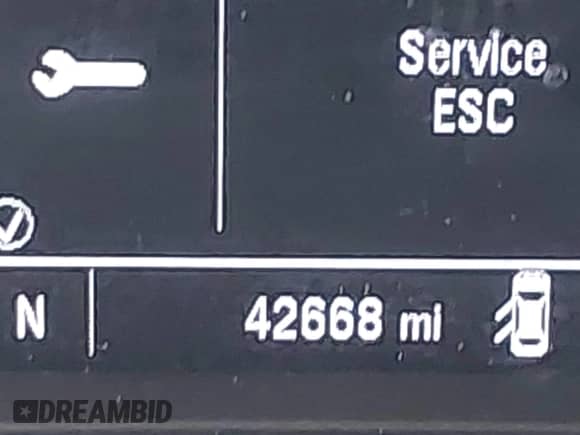 Service
ESC
N
42668 mi
DREAMBID